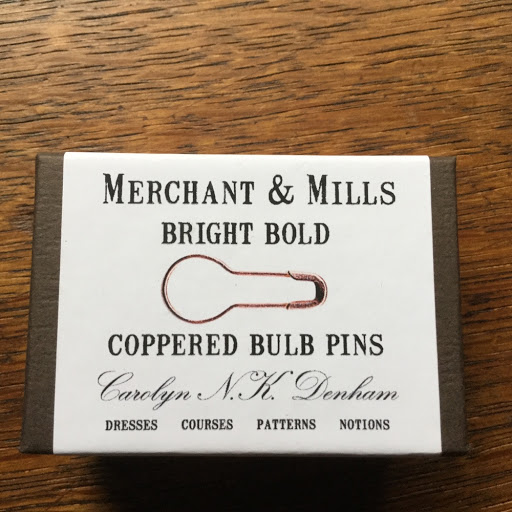 MERCHANT & MILLS
BRIGHT BOLD
COPPERED BULB PINS
Carolyn N.K. Denham
DRESSES COURSES PATTERNS NOTIONS